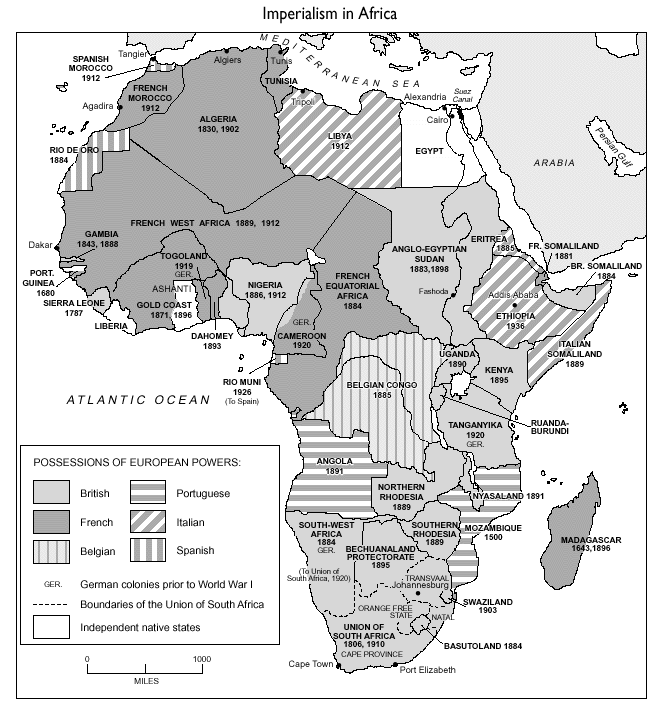 Imperialism in Africa
MEDITERRANEAN SEA
Tangier
SPANISH
MOROCCO
1912
Algiers
Tunis
TUNISIA
FRENCH
MOROCCO
1912
Agadira
Tripoli
Alexandria
Suez
Canal
Cairo
ALGERIA
1830, 1902
LIBYA
1912
EGYPT
Persian Gulf
ARABIA
RIO DE ORO
1884
FRENCH WEST AFRICA 1889, 1912
GAMBIA
1843, 1888
Dakar
TOGOLAND
1919
GER.
ANGLO-EGYPTIAN
SUDAN
1883,1898
ERITREA
1885
FR. SOMALILAND
1881
BR. SOMALILAND
1884
PORT.
GUINEA
1680
ASHANTI
NIGERIA
1886, 1912
FRENCH
EQUATORIAL
AFRICA
1884
Fashoda
Addis Ababa
ETHIOPIA
1936
SIERRA LEONE
1787
GOLD COAST
1871, 1896
LIBERIA
DAHOMEY
1893
GER.
CAMEROON
1920
ITALIAN
SOMALILAND
1889
UGANDA
1890
KENYA
1895
RIO MUNI
1926
(To Spain)
BELGIAN CONGO
1885
ATLANTIC OCEAN
TANGANYIKA
1920
GER.
RUANDA-
BURUNDI
ANGOLA
1891
NORTHERN
RHODESIA
1889
NYASALAND 1891
SOUTH-WEST
AFRICA
1884
GER.
SOUTHERN
RHODESIA
1889
MOZAMBIQUE
1500
MADAGASCAR
1643,1896
BECHUANALAND
PROTECTORATE
1895
(To Union of
South Africa, 1920)
TRANSVAAL
Johannesburg
SWAZILAND
1903
ORANGE FREE
STATE
NATAL
UNION OF
SOUTH AFRICA
1806, 1910
BASUTOLAND 1884
CAPE PROVINCE
Cape Town
Port Elizabeth
POSSESSIONS OF EUROPEAN POWERS:
British
Portuguese
French
Italian
Belgian
Spanish
GER. German colonies prior to World War I
Boundaries of the Union of South Africa
Independent native states
0 1000
MILES